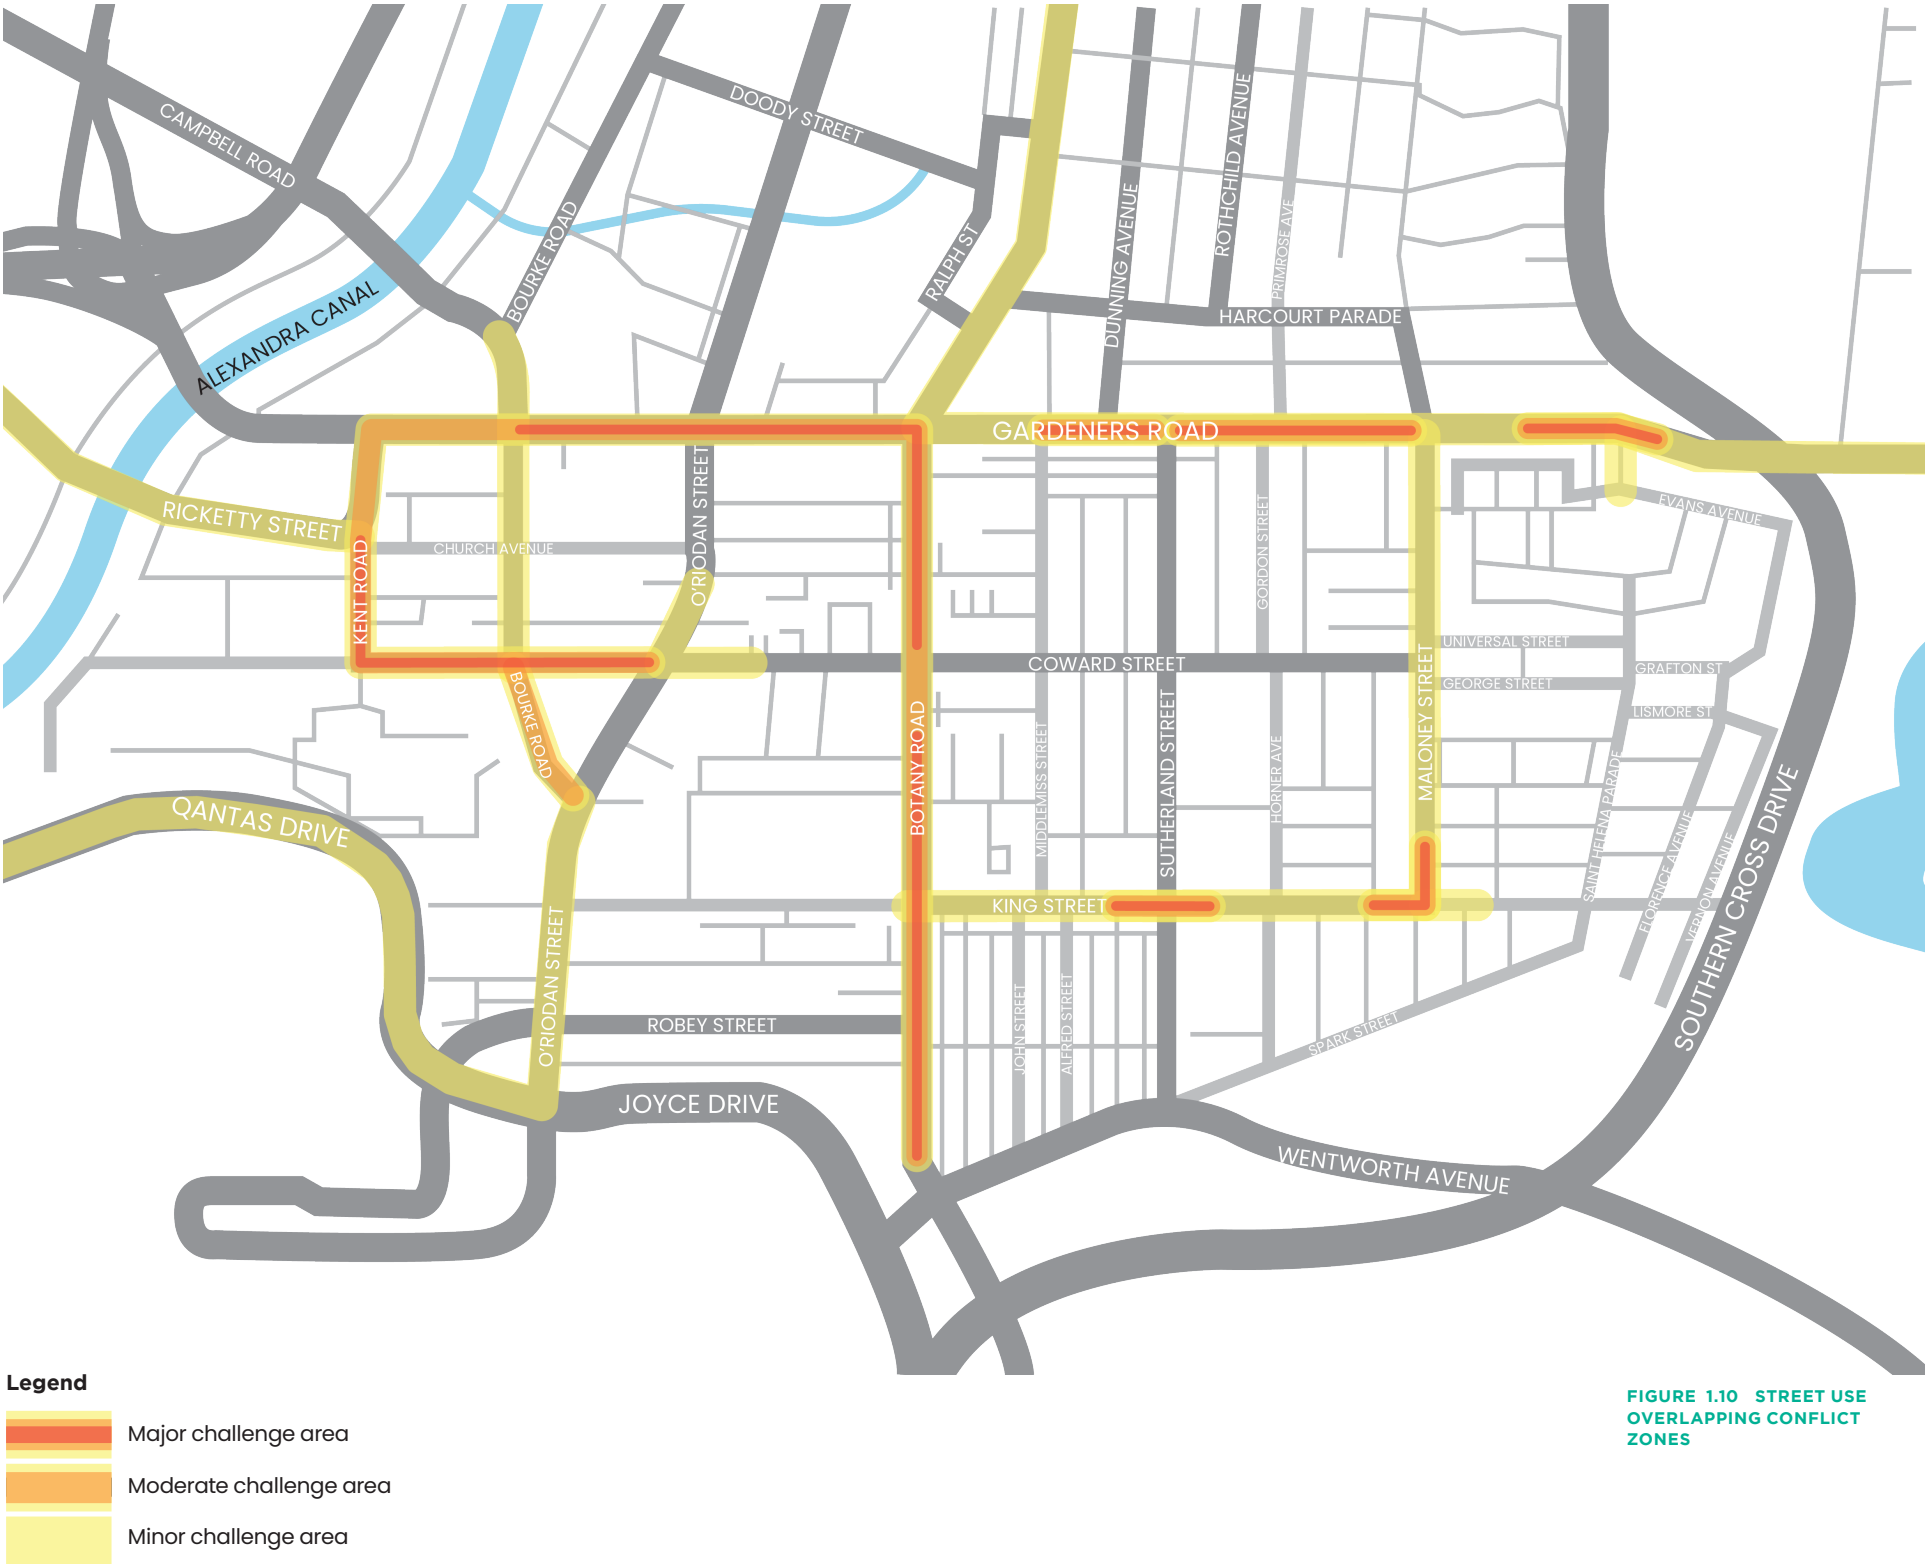 CAMPBELL ROAD
DOODY STREET
BOURKE ROAD
ROTHCHILD AVENUE
DUNNING AVENUE
PRIMROSE AVE
RALPH ST
ALEXANDRA CANAL
HARCOURT PARADE
GARDENERS ROAD
RICKETTY STREET
CHURCH AVENUE
O'RIODAN STREET
KENT ROAD
GORDON STREET
EVANS AVENUE
UNIVERSAL STREET
COWARD STREET
GRAFTON ST
GEORGE STREET
LISMORE ST
BOURKE ROAD
BOTANY ROAD
MIDDLEMISS STREET
SUTHERLAND STREET
HORNER AVE
MALONEY STREET
SAINT HELENA PARADE
FLORENCE AVENUE
VERNON AVENUE
SOUTHERN CROSS DRIVE
QANTAS DRIVE
KING STREET
O'RIODAN STREET
ROBEY STREET
JOHN STREET
ALFRED STREET
SPARK STREET
JOYCE DRIVE
WENTWORTH AVENUE
Legend
Major challenge area
Moderate challenge area
Minor challenge area
FIGURE 1.10 STREET USE
OVERLAPPING CONFLICT
ZONES